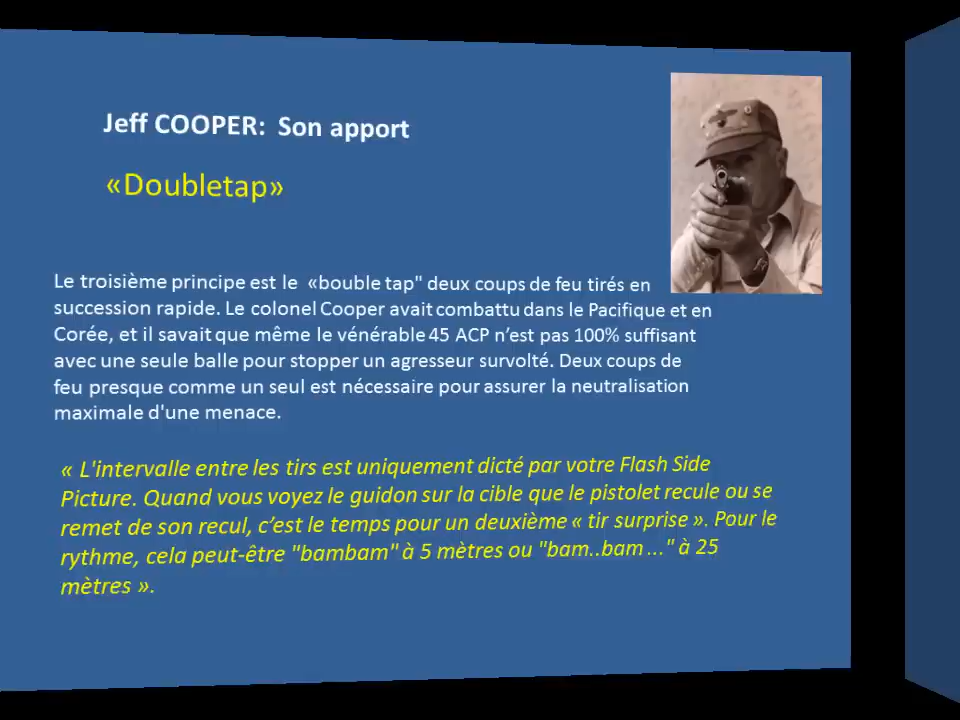 Jeff COOPER: Son apport
«Doubletap»
Le troisième principe est le «bouble tap" deux coups de feu tirés en
succession rapide. Le colonel Cooper avait combattu dans le Pacifique et en
Corée, et il savait que même le vénérable 45 ACP n’est pas 100% suffisant
avec une seule balle pour stopper un agresseur survolté. Deux coups de
feu presque comme un seul est nécessaire pour assurer la neutralisation
maximale d'une menace.
« L'intervalle entre les tirs est uniquement dicté par votre Flash Side
Picture. Quand vous voyez le guidon sur la cible que le pistolet recule ou se
remet de son recul, c’est le temps pour un deuxième « tir surprise ». Pour le
rythme, cela peut-être "bambam" à 5 mètres ou "bam..bam ..." à 25
mètres ».